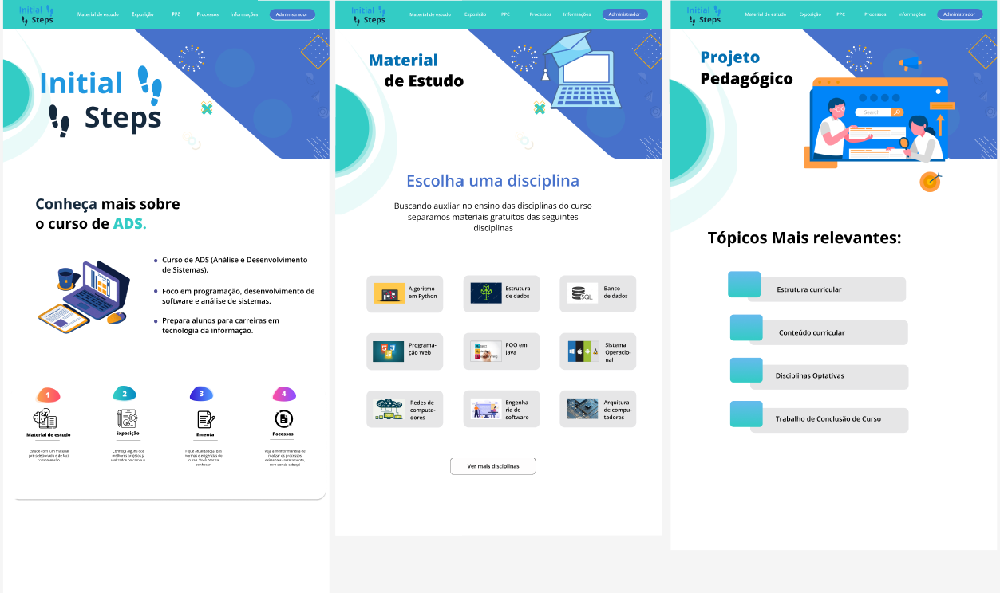 Initial
Steps
Material de estudo
Exposição
PPC
Processos
Informações
Administrador
Initial
Steps
Conheça mais sobre
o curso de ADS.
Curso de ADS (Análise e Desenvolvimento
de Sistemas).
Foco em programação, desenvolvimento de
software e análise de sistemas.
Prepara alunos para carreiras em
tecnologia da informação.
1
Material de estudo
Estude com um material
pré-selecionado e de fácil
compreensão.
2
Exposição
Conheça alguns dos
melhores projetos já
realizados no campus.
3
Ementa
Fique atualizado(a) das
normas e exigências do
curso. Você precisa
conhecer!
4
Pocessos
Veja a melhor maneira de
realizar os processos
existentes corretamente,
sem dor de cabeça!
Initial
Steps
Material de estudo
Exposição
PPC
Processos
Informações
Administrador
Material
de Estudo
Escolha uma disciplina
Buscando auxliar no ensino das disciplinas do curso
separamos materiais gratuitos das seguintes
disciplinas
Algoritmo
em Python
Estrutura
de dados
SQL
Banco
de dados
Programa-
ção Web
POO em
Java
Sistema
Operacio-
nal
Redes de
computa-
dores
Engenha-
ria de
software
Arquitura
de compu-
tadores
Ver mais disciplinas
Initial
Steps
Material de estudo
Exposição
PPC
Processos
Informações
Administrador
Projeto
Pedagógico
Search
Tópicos Mais relevantes:
Estrutura curricular
Conteúdo curricular
Disciplinas Optativas
Trabalho de Conclusão de Curso